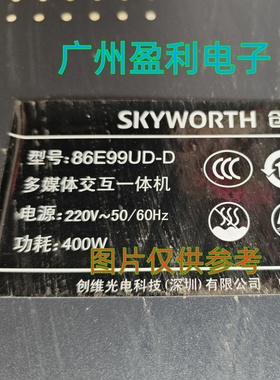 广州盈利电子
SKYWORTH 创
型号:86E99UD-D
多媒体交互一体机
电源:220V～50/60Hz
功耗:400W
图片仅供参考
创维光电科技(深圳)有限公司